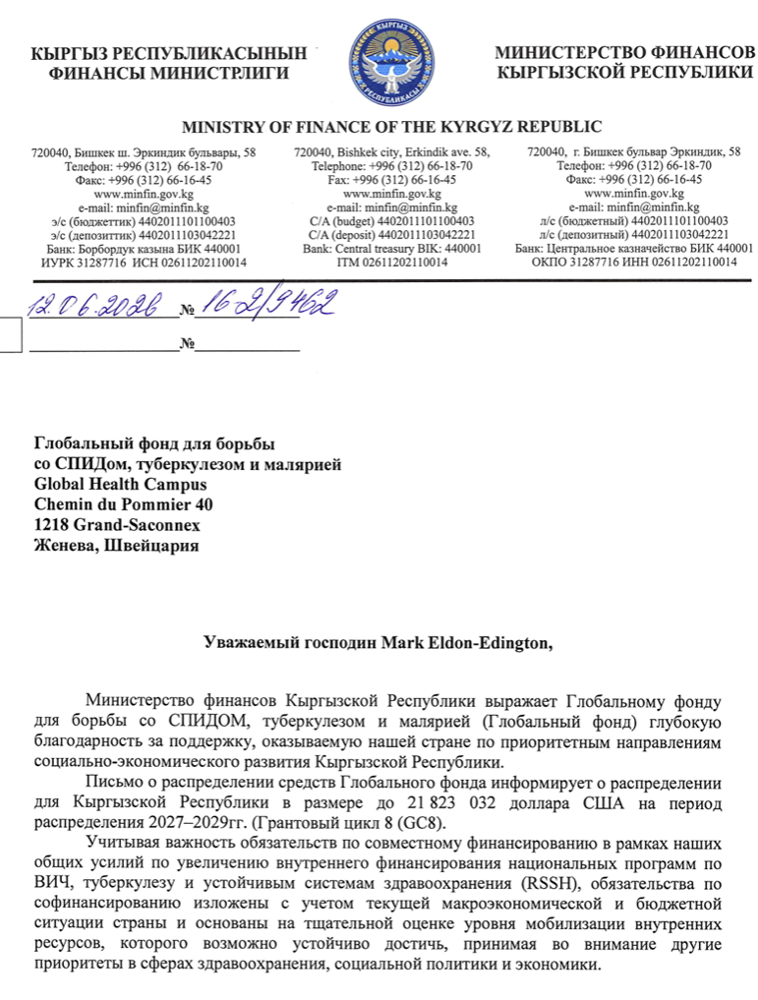 КЫРГЫЗ РЕСПУБЛИКАСЫНЫН
ФИНАНСЫ МИНИСТРЛИГИ
КЫРГЫЗ
РЕСПУБЛИКАСЫ
МИНИСТЕРСТВО ФИНАНСОВ
КЫРГЫЗСКОЙ РЕСПУБЛИКИ
MINISTRY OF FINANCE OF THE KYRGYZ REPUBLIC
720040, Бишкек ш. Эркиндик бульвары, 58
Телефон: +996 (312) 66-18-70
Факс: +996 (312) 66-16-45
www.minfin.gov.kg
e-mail: minfin@minfin.kg
э/с (бюджеттик) 4402011101100403
э/с (депозиттик) 4402011103042221
Банк: Борбордук казына БИК 440001
ИУРК 31287716 ИСН 02611202110014
720040, Bishkek city, Erkindik ave. 58,
Telephone: +996 (312) 66-18-70
Fax: +996 (312) 66-16-45
www.minfin.gov.kg
e-mail: minfin@minfin.kg
C/A (budget) 4402011101100403
C/A (deposit) 4402011103042221
Bank: Central treasury BIK: 440001
ITM 02611202110014
720040, г. Бишкек бульвар Эркиндик, 58
Телефон: +996 (312) 66-18-70
Факс: +996 (312) 66-16-45
www.minfin.gov.kg
e-mail: minfin@minfin.kg
л/с (бюджетный) 4402011101100403
л/с (депозитный) 4402011103042221
Банк: Центральное казначейство БИК 440001
ОКПО 31287716 ИНН 02611202110014
12.06.2026 № 16-2/9462
№
Глобальный фонд для борьбы
со СПИДом, туберкулезом и малярией
Global Health Campus
Chemin du Pommier 40
1218 Grand-Saconnex
Женева, Швейцария
Уважаемый господин Mark Eldon-Edington,
Министерство финансов Кыргызской Республики выражает Глобальному фонду
для борьбы со СПИДОМ, туберкулезом и малярией (Глобальный фонд) глубокую
благодарность за поддержку, оказываемую нашей стране по приоритетным направлениям
социально-экономического развития Кыргызской Республики.
Письмо о распределении средств Глобального фонда информирует о распределении
для Кыргызской Республики в размере до 21 823 032 доллара США на период
распределения 2027–2029гг. (Грантовый цикл 8 (GC8).
Учитывая важность обязательств по совместному финансированию в рамках наших
общих усилий по увеличению внутреннего финансирования национальных программ по
ВИЧ, туберкулезу и устойчивым системам здравоохранения (RSSH), обязательства по
софинансированию изложены с учетом текущей макроэкономической и бюджетной
ситуации страны и основаны на тщательной оценке уровня мобилизации внутренних
ресурсов, которого возможно устойчиво достичь, принимая во внимание другие
приоритеты в сферах здравоохранения, социальной политики и экономики.